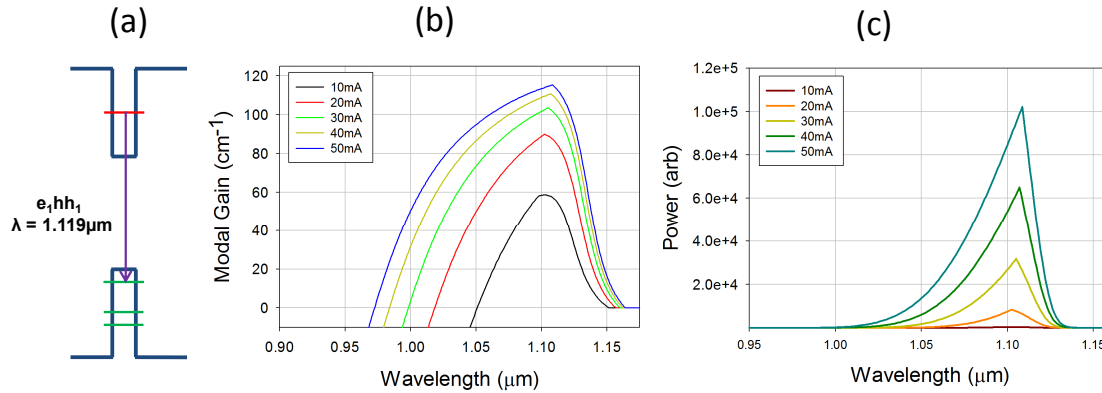 (a)
e₁hh₁
λ = 1.119μm
(b)
Modal Gain (cm⁻¹)
120
100
80
60
40
20
0
10mA
20mA
30mA
40mA
50mA
0.90 0.95 1.00 1.05 1.10 1.15
Wavelength (μm)
(c)
Power (arb)
1.2e+5
1.0e+5
8.0e+4
6.0e+4
4.0e+4
2.0e+4
10mA
20mA
30mA
40mA
50mA
0.95 1.00 1.05 1.10 1.15
Wavelength (μm)